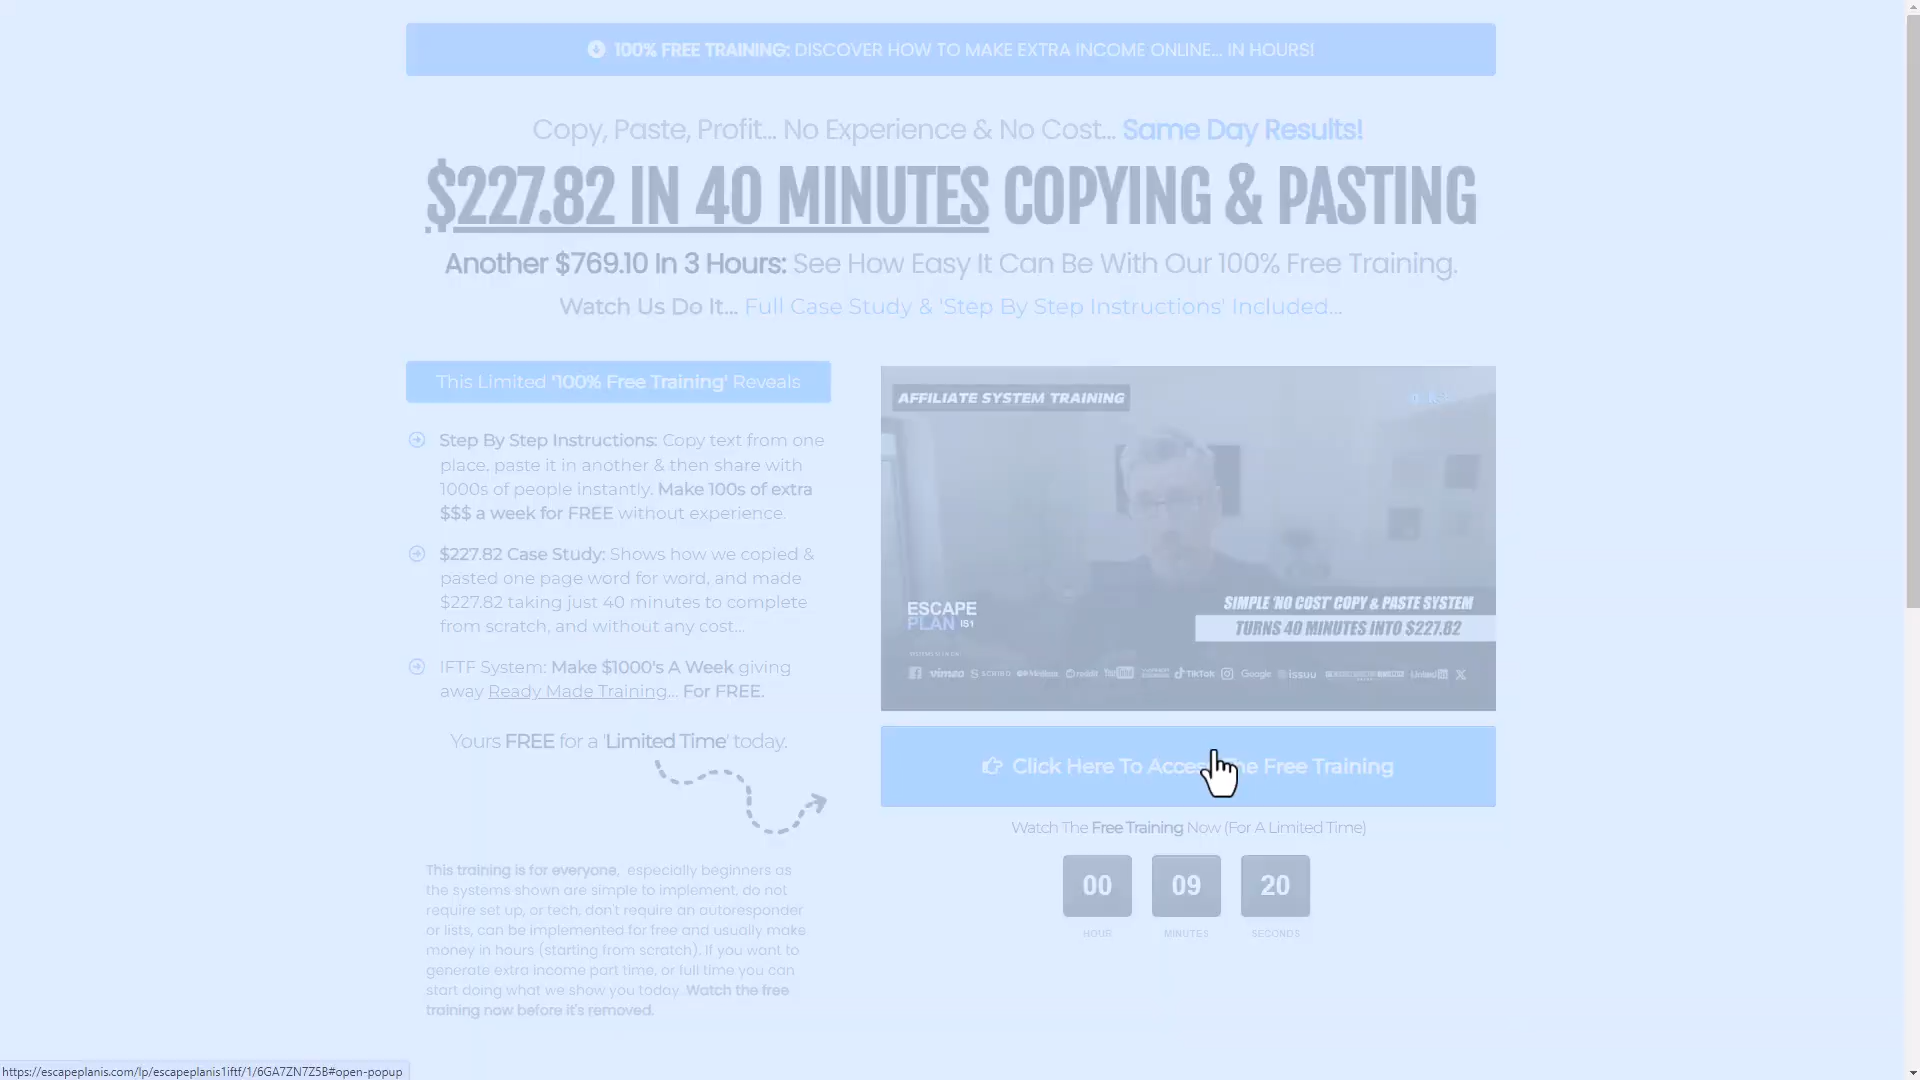 100% FREE TRAINING: DISCOVER HOW TO MAKE EXTRA INCOME ONLINE... IN HOURS!
Copy, Paste, Profit... No Experience & No Cost... Same Day Results!
$227.82 IN 40 MINUTES COPYING & PASTING
Another $769.10 In 3 Hours: See How Easy It Can Be With Our 100% Free Training.
Watch Us Do It... Full Case Study & 'Step By Step Instructions' Included...
This Limited '100% Free Training' Reveals
Step By Step Instructions: Copy text from one
place, paste it in another & then share with
1000s of people instantly. Make 100s of extra
$$$ a week for FREE without experience.
$227.82 Case Study: Shows how we copied &
pasted one page word for word, and made
$227.82 taking just 40 minutes to complete
from scratch, and without any cost...
IFTF System: Make $1000's A Week giving
away Ready Made Training... For FREE.
Yours FREE for a 'Limited Time' today.
This training is for everyone, especially beginners as
the systems shown are simple to implement, do not
require set up, or tech, don't require an autoresponder
or lists, can be implemented for free and usually make
money in hours (starting from scratch). If you want to
generate extra income part time, or full time you can
start doing what we show you today. Watch the free
training now before it's removed.
AFFILIATE SYSTEM TRAINING
ESCAPE
PLAN IS1
SIMPLE 'NO COST' COPY & PASTE SYSTEM
TURNS 40 MINUTES INTO $227.82
vimeo SCRIBD Medium reddit YouTube TikTok Google issuu LinkedIn X
Click Here To Access The Free Training
Watch The Free Training Now (For A Limited Time)
00 09 20
HOUR MINUTES SECONDS
https://escapeplanis.com/lp/escapeplanis1iftf/1/6GA7ZN7Z5B#open-popup